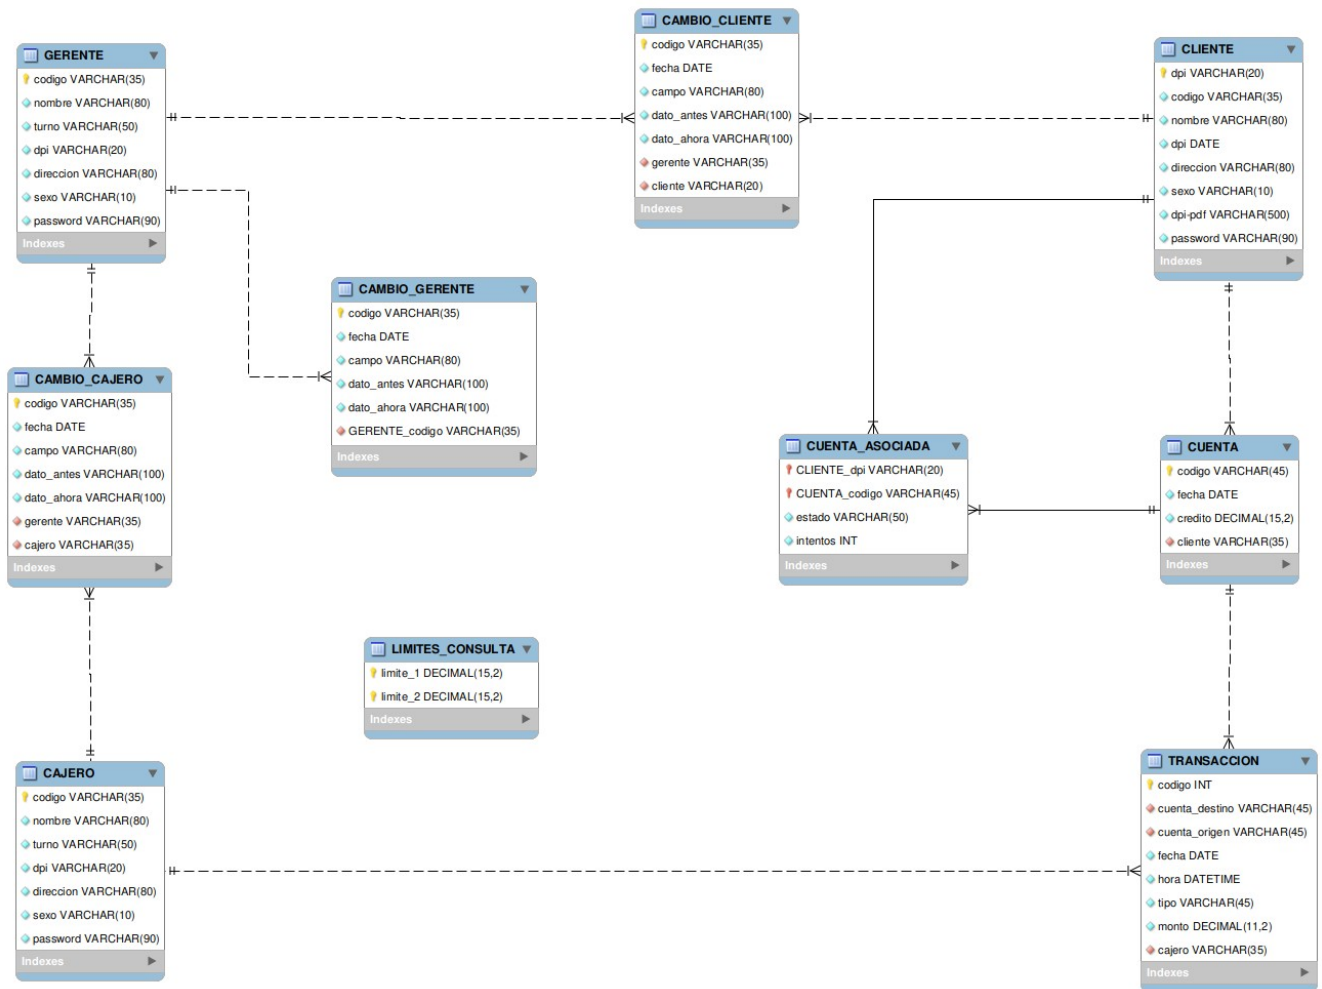 GERENTE
codigo VARCHAR(35)
nombre VARCHAR(80)
turno VARCHAR(50)
dpi VARCHAR(20)
direccion VARCHAR(80)
sexo VARCHAR(10)
password VARCHAR(90)
Indexes
CAMBIO_CLIENTE
codigo VARCHAR(35)
fecha DATE
campo VARCHAR(80)
dato_antes VARCHAR(100)
dato_ahora VARCHAR(100)
gerente VARCHAR(35)
cliente VARCHAR(20)
Indexes
CLIENTE
dpi VARCHAR(20)
codigo VARCHAR(35)
nombre VARCHAR(80)
dpi DATE
direccion VARCHAR(80)
sexo VARCHAR(10)
dpi-pdf VARCHAR(500)
password VARCHAR(90)
Indexes
CAMBIO_GERENTE
codigo VARCHAR(35)
fecha DATE
campo VARCHAR(80)
dato_antes VARCHAR(100)
dato_ahora VARCHAR(100)
GERENTE_codigo VARCHAR(35)
Indexes
CAMBIO_CAJERO
codigo VARCHAR(35)
fecha DATE
campo VARCHAR(80)
dato_antes VARCHAR(100)
dato_ahora VARCHAR(100)
gerente VARCHAR(35)
cajero VARCHAR(35)
Indexes
CUENTA_ASOCIADA
CLIENTE_dpi VARCHAR(20)
CUENTA_codigo VARCHAR(45)
estado VARCHAR(50)
intentos INT
Indexes
CUENTA
codigo VARCHAR(45)
fecha DATE
credito DECIMAL(15,2)
cliente VARCHAR(35)
Indexes
LIMITES_CONSULTA
limite_1 DECIMAL(15,2)
limite_2 DECIMAL(15,2)
Indexes
CAJERO
codigo VARCHAR(35)
nombre VARCHAR(80)
turno VARCHAR(50)
dpi VARCHAR(20)
direccion VARCHAR(80)
sexo VARCHAR(10)
password VARCHAR(90)
Indexes
TRANSACCION
codigo INT
cuenta_destino VARCHAR(45)
cuenta_origen VARCHAR(45)
fecha DATE
hora DATETIME
tipo VARCHAR(45)
monto DECIMAL(11,2)
cajero VARCHAR(35)
Indexes